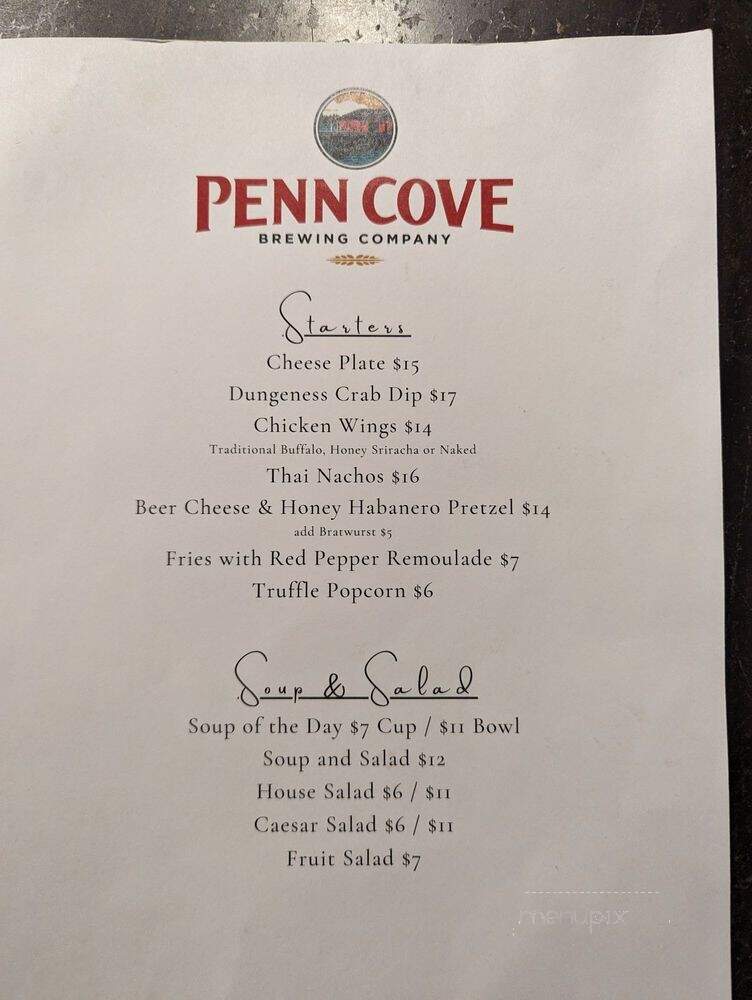 PENN COVE
BREWING COMPANY
Starters
Cheese Plate $15
Dungeness Crab Dip $17
Chicken Wings $14
Traditional Buffalo, Honey Sriracha or Naked
Thai Nachos $16
Beer Cheese & Honey Habanero Pretzel $14
add Bratwurst $5
Fries with Red Pepper Remoulade $7
Truffle Popcorn $6
Soup & Salad
Soup of the Day $7 Cup / $11 Bowl
Soup and Salad $12
House Salad $6 / $11
Caesar Salad $6 / $11
Fruit Salad $7
menupix